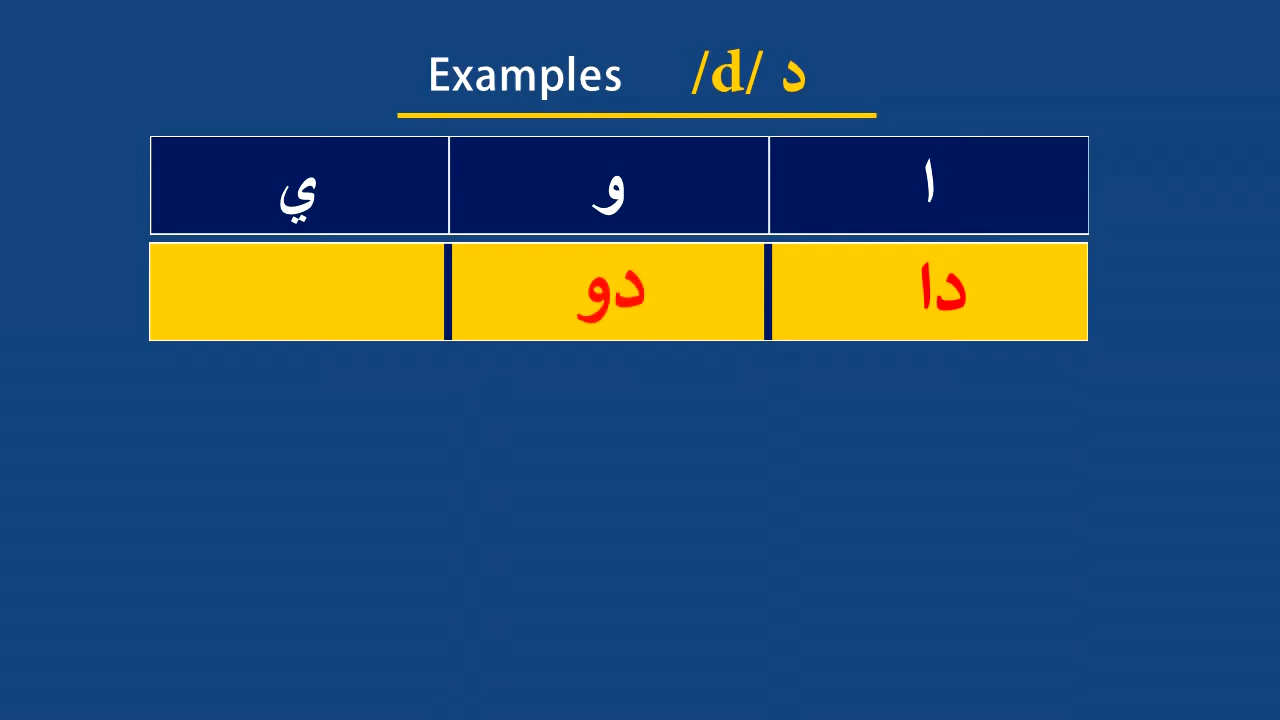 Examples /d/ د
ا و ي
دا دو